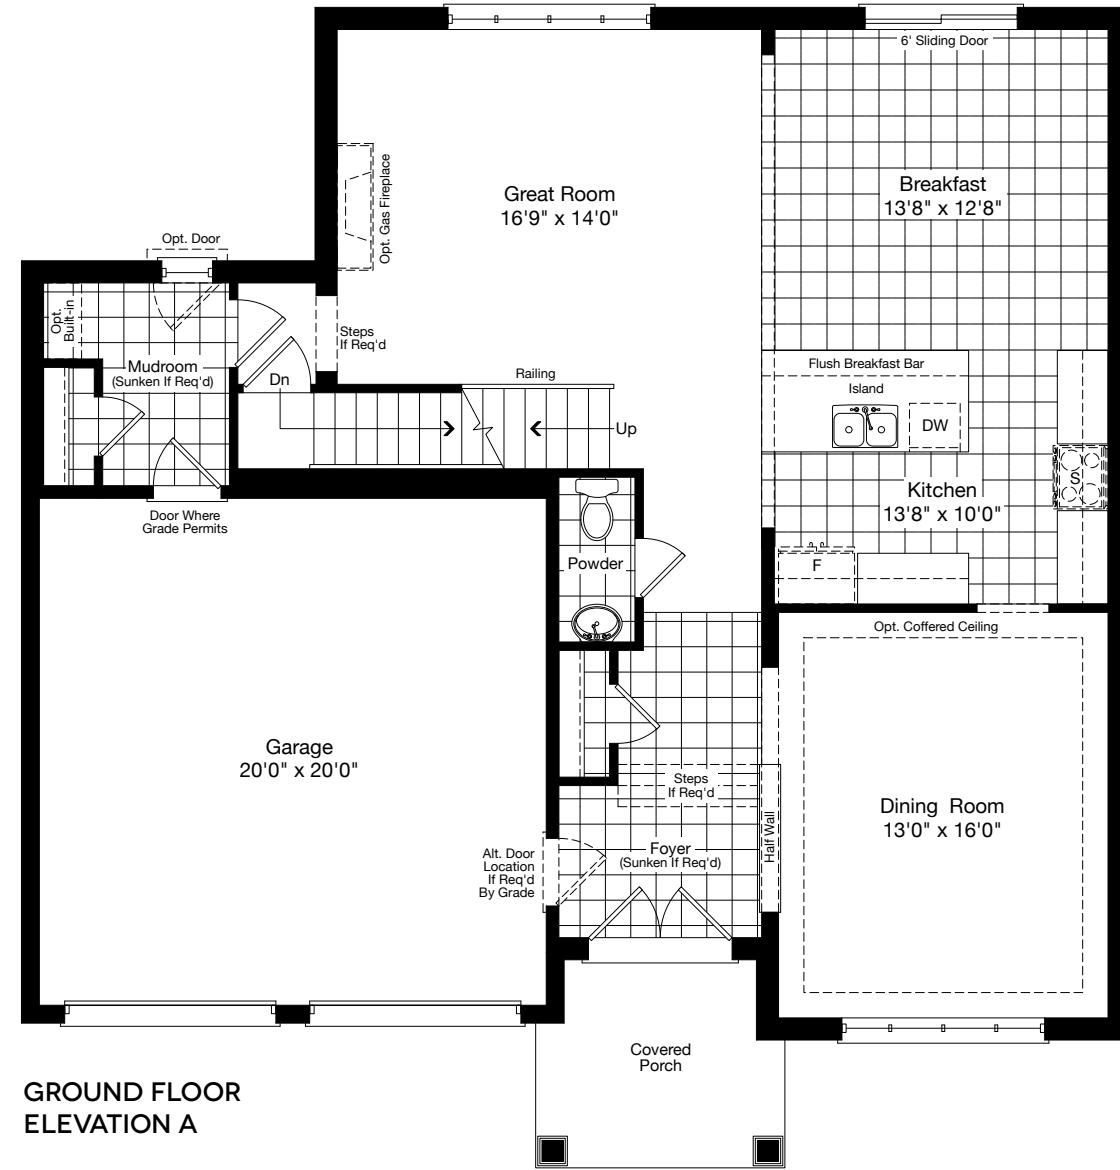 6' Sliding Door
Great Room
16'9" x 14'0"
Breakfast
13'8" x 12'8"
Opt. Gas Fireplace
Opt. Door
Opt.
Built-in
Steps
If Req'd
Mudroom
(Sunken If Req'd)
Dn
Railing
Up
Flush Breakfast Bar
Island
DW
S
Kitchen
13'8" x 10'0"
F
Door Where
Grade Permits
Powder
Opt. Coffered Ceiling
Garage
20'0" x 20'0"
Steps
If Req'd
Dining Room
13'0" x 16'0"
Half Wall
Alt. Door
Location
If Req'd
By Grade
Foyer
(Sunken If Req'd)
Covered
Porch
GROUND FLOOR
ELEVATION A